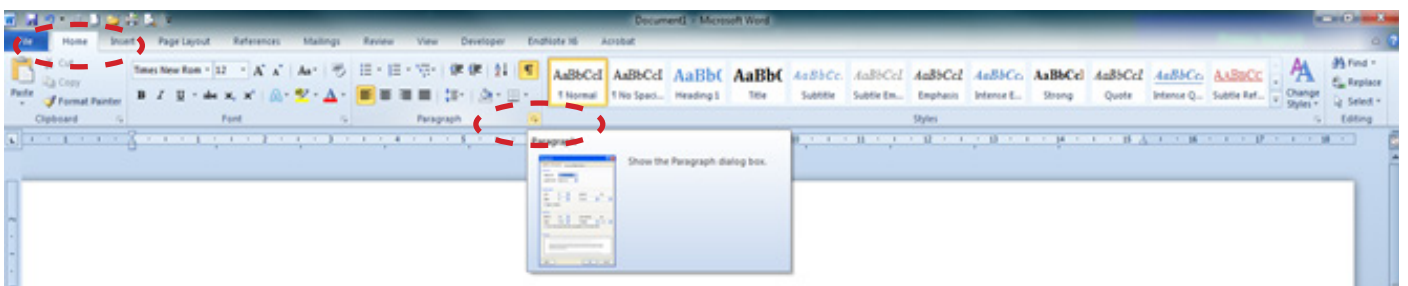 Document1 - Microsoft Word
File Home Insert Page Layout References Mailings Review View Developer EndNote X6 Acrobat
Cut
Copy
Paste
Format Painter
Clipboard
Times New Rom 12
B I U abc
Font
Paragraph
AaBbCcI AaBbCcI AaBb( AaBb( AaBbCc. AaBbCcI AaBbCcI AaBbCc. AaBbCcI AaBbCcI AaBbCc. AaBbCc.
¶ Normal ¶ No Spaci... Heading 1 Title Subtitle Subtle Em... Emphasis Intense E... Strong Quote Intense Q... Subtle Ref...
Change Styles
Styles
Find
Replace
Select
Editing
Paragraph
Show the Paragraph dialog box.